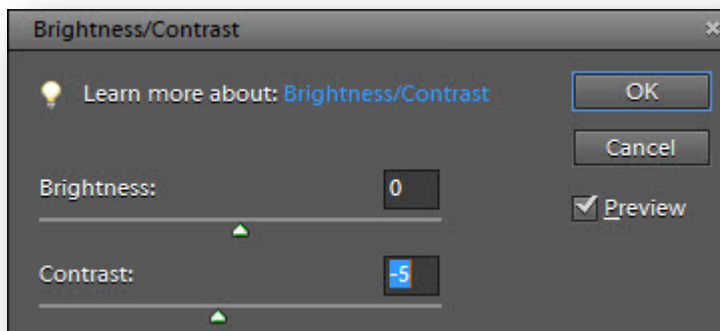 Brightness/Contrast
Learn more about: Brightness/Contrast
OK
Cancel
Brightness: 0
Preview
Contrast: -5